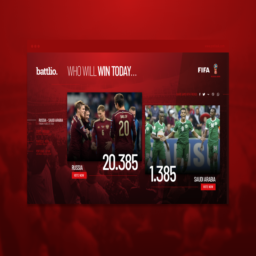 battlio.
WHO WILL WIN TODAY...
FIFA
RUSSIA - SAUDI ARABIA
20
20.385
1.385
RUSSIA
SAUDI ARABIA
VOTE NOW
VOTE NOW